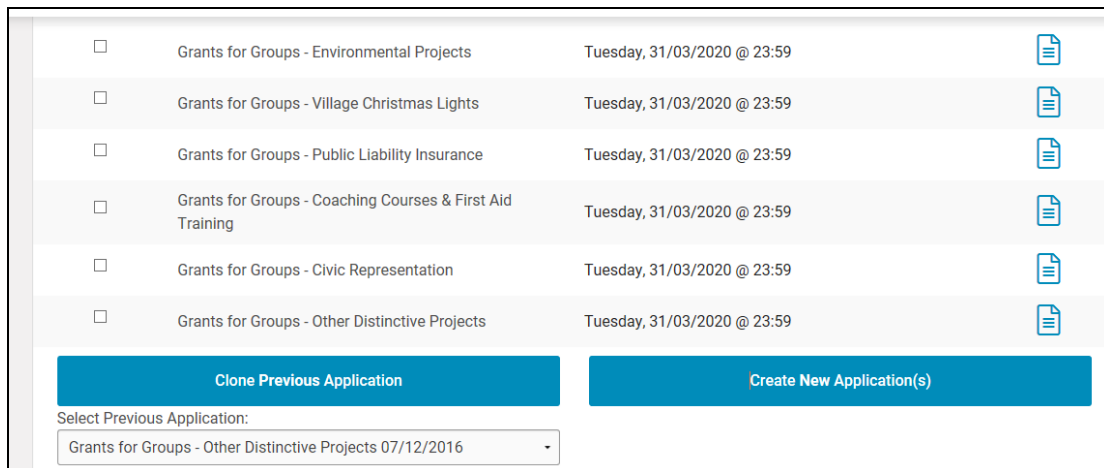 Grants for Groups - Environmental Projects Tuesday, 31/03/2020 @ 23:59
Grants for Groups - Village Christmas Lights Tuesday, 31/03/2020 @ 23:59
Grants for Groups - Public Liability Insurance Tuesday, 31/03/2020 @ 23:59
Grants for Groups - Coaching Courses & First Aid
Training
Tuesday, 31/03/2020 @ 23:59
Grants for Groups - Civic Representation Tuesday, 31/03/2020 @ 23:59
Grants for Groups - Other Distinctive Projects Tuesday, 31/03/2020 @ 23:59
Clone Previous Application Create New Application(s)
Select Previous Application:
Grants for Groups - Other Distinctive Projects 07/12/2016